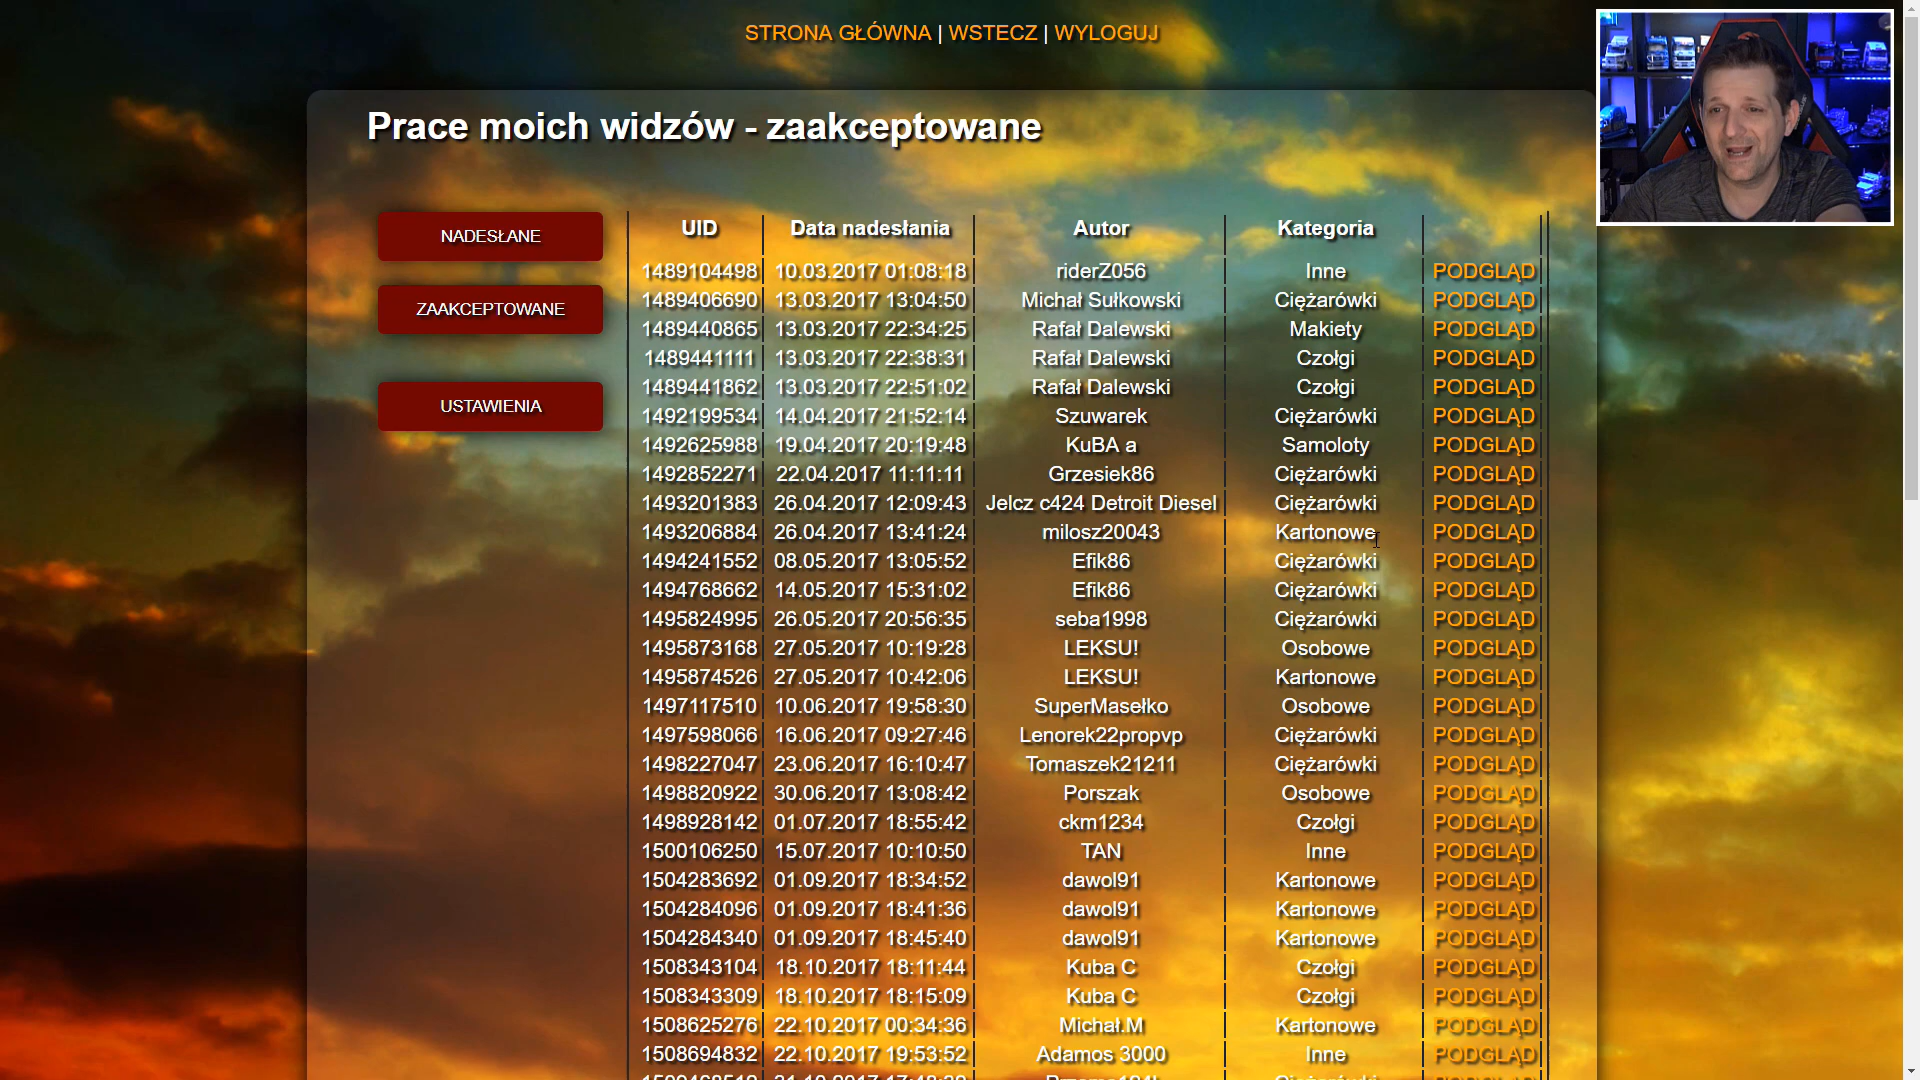 STRONA GŁÓWNA | WSTECZ | WYLOGUJ
Prace moich widzów - zaakceptowane
NADESŁANE
ZAAKCEPTOWANE
USTAWIENIA
UID Data nadesłania Autor Kategoria
1489104498 10.03.2017 01:08:18 riderZ056 Inne PODGLĄD
1489406690 13.03.2017 13:04:50 Michał Sułkowski Ciężarówki PODGLĄD
1489440865 13.03.2017 22:34:25 Rafał Dalewski Makiety PODGLĄD
1489441111 13.03.2017 22:38:31 Rafał Dalewski Czołgi PODGLĄD
1489441862 13.03.2017 22:51:02 Rafał Dalewski Czołgi PODGLĄD
1492199534 14.04.2017 21:52:14 Szuwarek Ciężarówki PODGLĄD
1492625988 19.04.2017 20:19:48 KuBA a Samoloty PODGLĄD
1492852271 22.04.2017 11:11:11 Grzesiek86 Ciężarówki PODGLĄD
1493201383 26.04.2017 12:09:43 Jelcz c424 Detroit Diesel Ciężarówki PODGLĄD
1493206884 26.04.2017 13:41:24 milosz20043 Kartonowe PODGLĄD
1494241552 08.05.2017 13:05:52 Efik86 Ciężarówki PODGLĄD
1494768662 14.05.2017 15:31:02 Efik86 Ciężarówki PODGLĄD
1495824995 26.05.2017 20:56:35 seba1998 Ciężarówki PODGLĄD
1495873168 27.05.2017 10:19:28 LEKSU! Osobowe PODGLĄD
1495874526 27.05.2017 10:42:06 LEKSU! Kartonowe PODGLĄD
1497117510 10.06.2017 19:58:30 SuperMasełko Osobowe PODGLĄD
1497598066 16.06.2017 09:27:46 Lenorek22propvp Ciężarówki PODGLĄD
1498227047 23.06.2017 16:10:47 Tomaszek21211 Ciężarówki PODGLĄD
1498820922 30.06.2017 13:08:42 Porszak Osobowe PODGLĄD
1498928142 01.07.2017 18:55:42 ckm1234 Czołgi PODGLĄD
1500106250 15.07.2017 10:10:50 TAN Inne PODGLĄD
1504283692 01.09.2017 18:34:52 dawol91 Kartonowe PODGLĄD
1504284096 01.09.2017 18:41:36 dawol91 Kartonowe PODGLĄD
1504284340 01.09.2017 18:45:40 dawol91 Kartonowe PODGLĄD
1508343104 18.10.2017 18:11:44 Kuba C Czołgi PODGLĄD
1508343309 18.10.2017 18:15:09 Kuba C Czołgi PODGLĄD
1508625276 22.10.2017 00:34:36 Michał.M Kartonowe PODGLĄD
1508694832 22.10.2017 19:53:52 Adamos 3000 Inne PODGLĄD